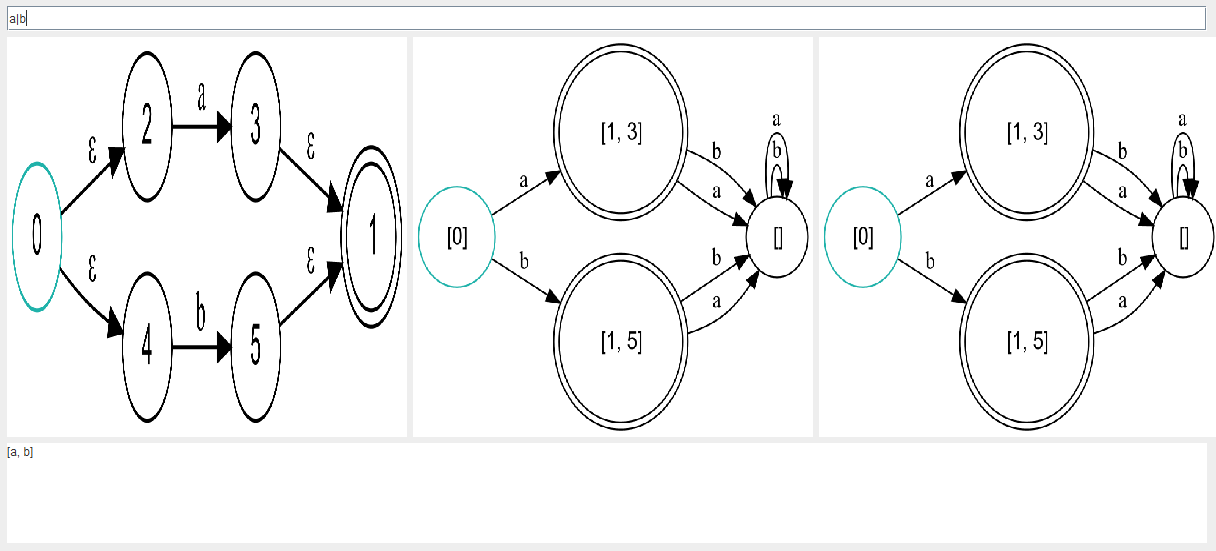 a|b
0
ε
ε
2
a
3
4
b
5
ε
ε
1
[0]
a
b
[1, 3]
[1, 5]
b
a
b
a
a
b
[]
[0]
a
b
[1, 3]
[1, 5]
b
a
b
a
a
b
[]
[a, b]